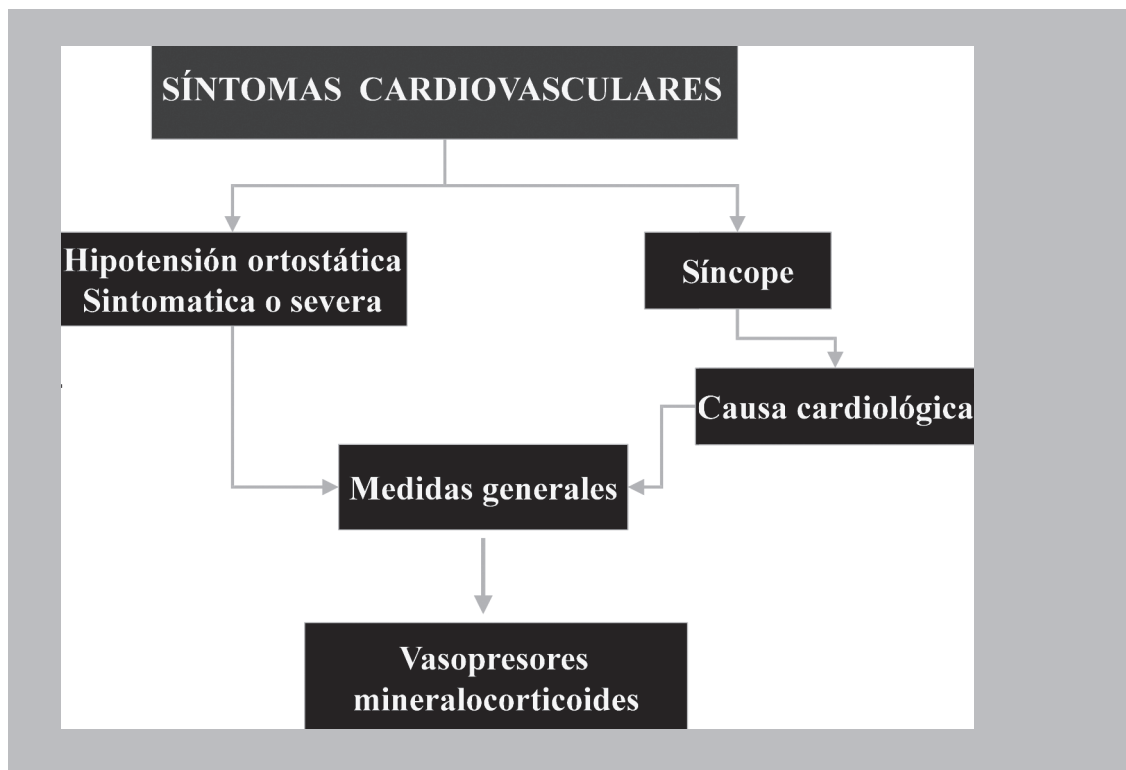 SÍNTOMAS CARDIOVASCULARES
Hipotensión ortostática
Sintomatica o severa
Síncope
Causa cardiológica
Medidas generales
Vasopresores
mineralocorticoides